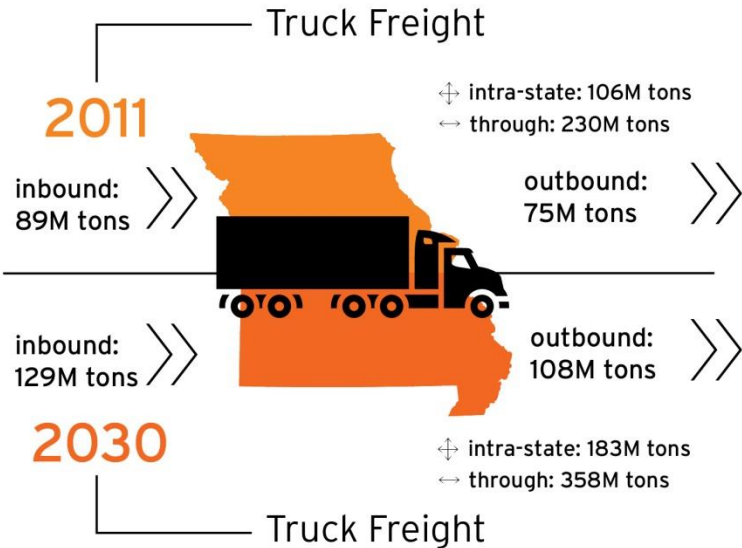 Truck Freight
2011
intra-state: 106M tons
through: 230M tons
inbound:
89M tons
outbound:
75M tons
inbound:
129M tons
outbound:
108M tons
2030
intra-state: 183M tons
through: 358M tons
Truck Freight